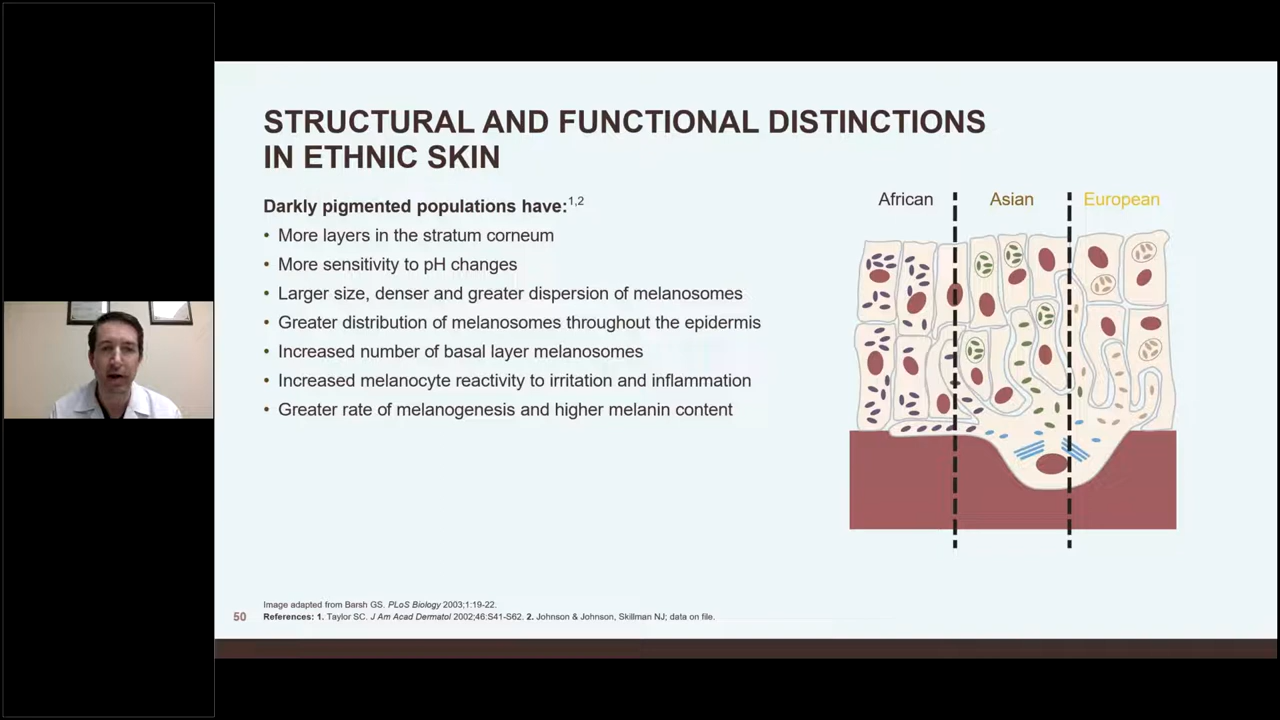 STRUCTURAL AND FUNCTIONAL DISTINCTIONS
IN ETHNIC SKIN
Darkly pigmented populations have:1,2
• More layers in the stratum corneum
• More sensitivity to pH changes
• Larger size, denser and greater dispersion of melanosomes
• Greater distribution of melanosomes throughout the epidermis
• Increased number of basal layer melanosomes
• Increased melanocyte reactivity to irritation and inflammation
• Greater rate of melanogenesis and higher melanin content
African
Asian
European
Image adapted from Barsh GS. PLoS Biology 2003;1:19-22.
50
References: 1. Taylor SC. J Am Acad Dermatol 2002;46:S41-S62. 2. Johnson & Johnson, Skillman NJ; data on file.